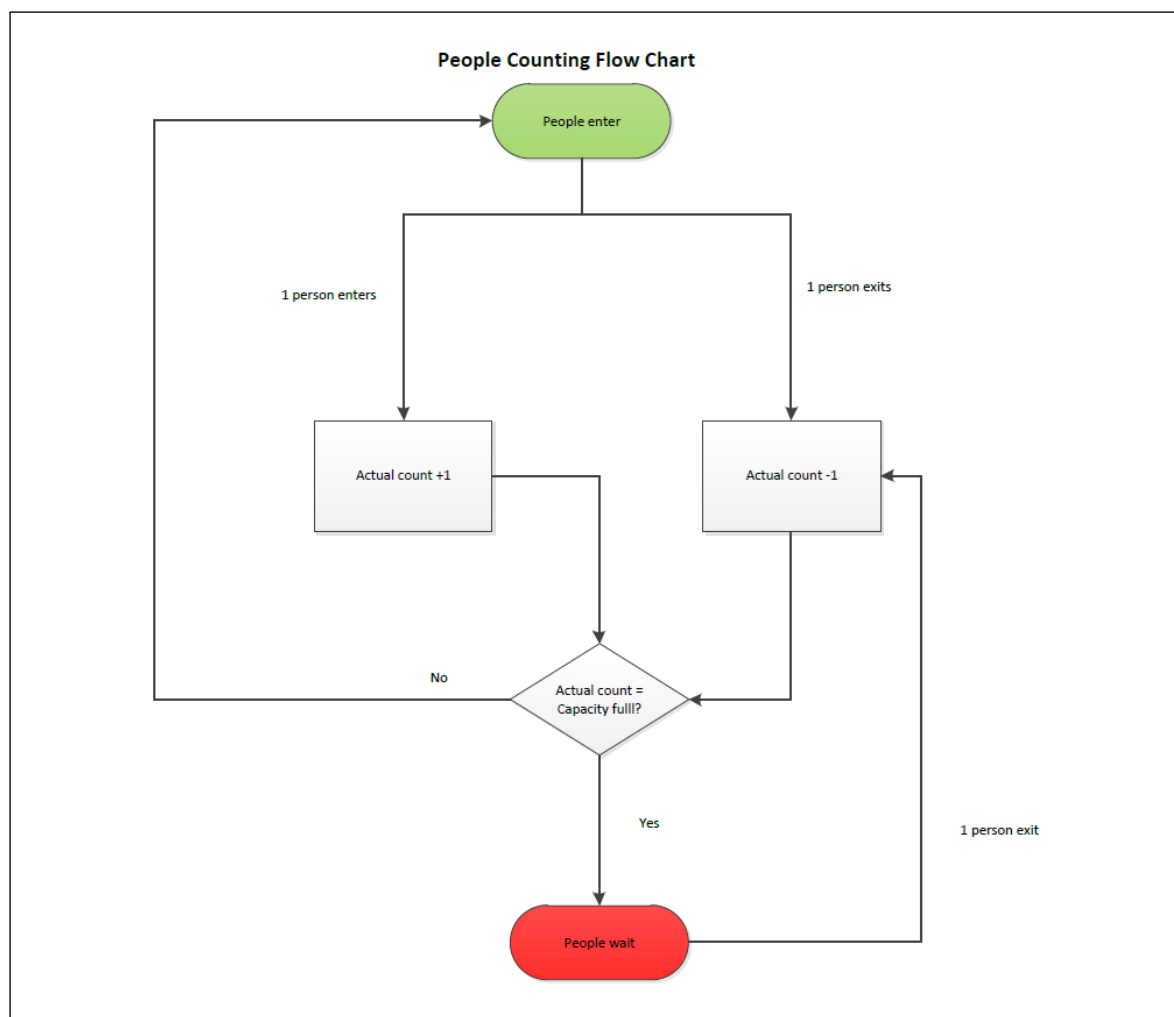 People Counting Flow Chart
People enter
1 person enters
1 person exits
Actual count +1
Actual count -1
No
Actual count =
Capacity fulll?
Yes
1 person exit
People wait